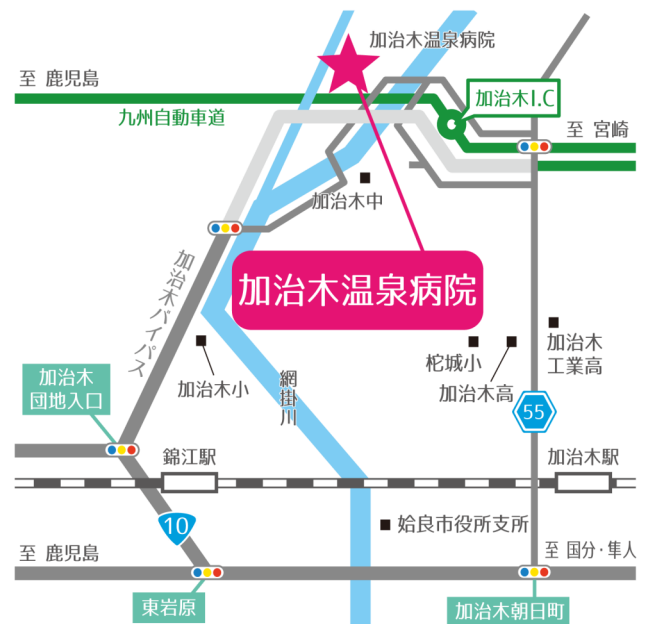 加治木温泉病院
至 鹿児島
加治木I.C
九州自動車道
至 宮崎
加治木中
加治木バイパス
加治木温泉病院
加治木
工業高
柁城小
加治木高
加治木
団地入口
加治木小
網掛川
55
錦江駅
加治木駅
10
姶良市役所支所
至 鹿児島
至 国分・隼人
東岩原
加治木朝日町